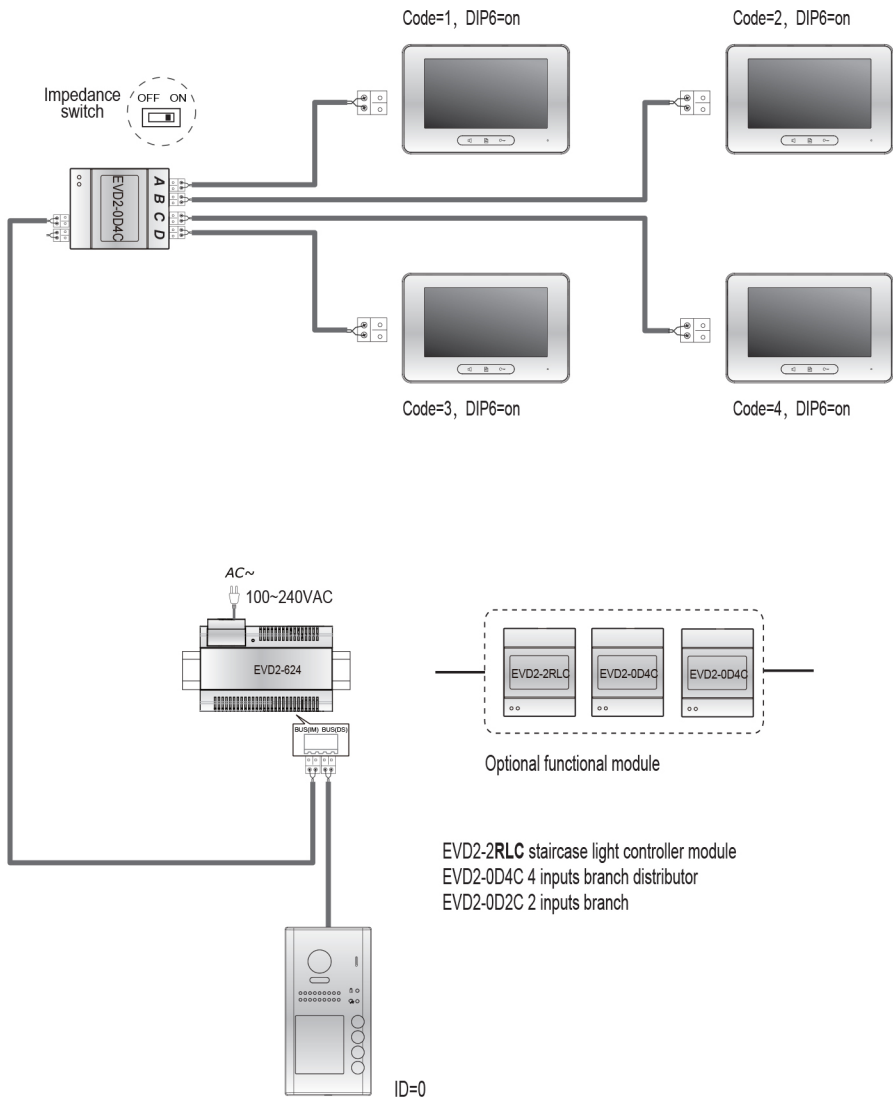 Code=1, DIP6=on
Code=2, DIP6=on
Impedance
switch
OFF ON
EVD2-0D4C
A
B
C
D
Code=3, DIP6=on
Code=4, DIP6=on
AC~
100~240VAC
EVD2-624
BUS(IM) BUS(DS)
EVD2-2RLC
EVD2-0D4C
EVD2-0D4C
Optional functional module
EVD2-2RLC staircase light controller module
EVD2-0D4C 4 inputs branch distributor
EVD2-0D2C 2 inputs branch
ID=0